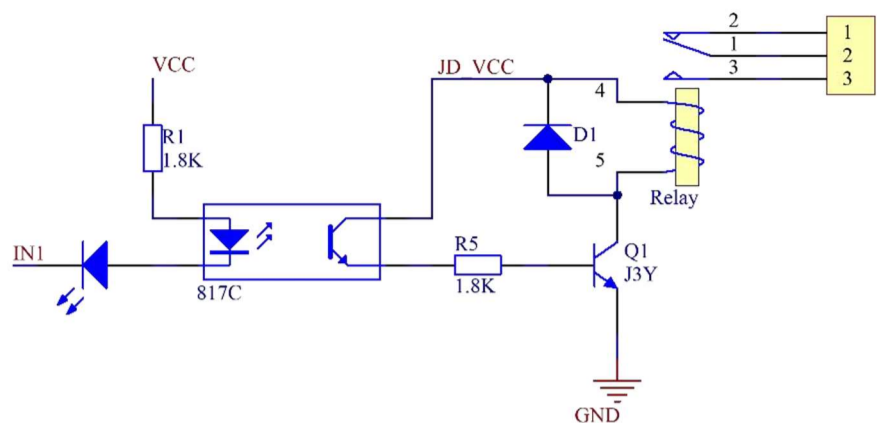 2
1
VCC
JD_VCC
1
2
3
3
4
R1
1.8K
D1
5
Relay
IN1
R5
1.8K
Q1
J3Y
817C
GND